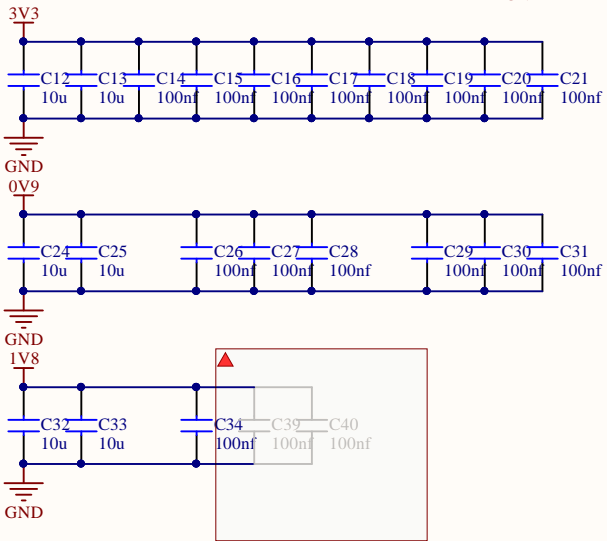 3V3
C12 C13 C14 C15 C16 C17 C18 C19 C20 C21
10u 10u 100nf 100nf 100nf 100nf 100nf 100nf 100nf 100nf
GND
0V9
C24 C25 C26 C27 C28 C29 C30 C31
10u 10u 100nf 100nf 100nf 100nf 100nf 100nf
GND
1V8
C32 C33 C34 C39 C40
10u 10u 100nf 100nf 100nf
GND